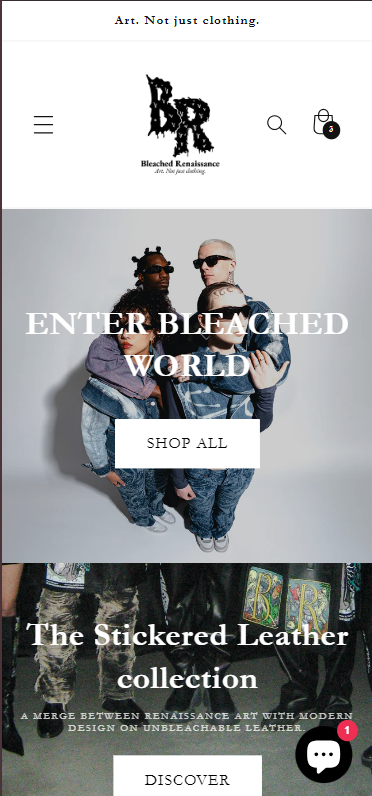 Art. Not just clothing.
BR
Bleached Renaissance
Art. Not just clothing.
3
ENTER BLEACHED
WORLD
SHOP ALL
BR
The Stickered Leather
collection
A MERGE BETWEEN RENAISSANCE ART WITH MODERN
DESIGN ON UNBLEACHABLE LEATHER.
1
DISCOVER